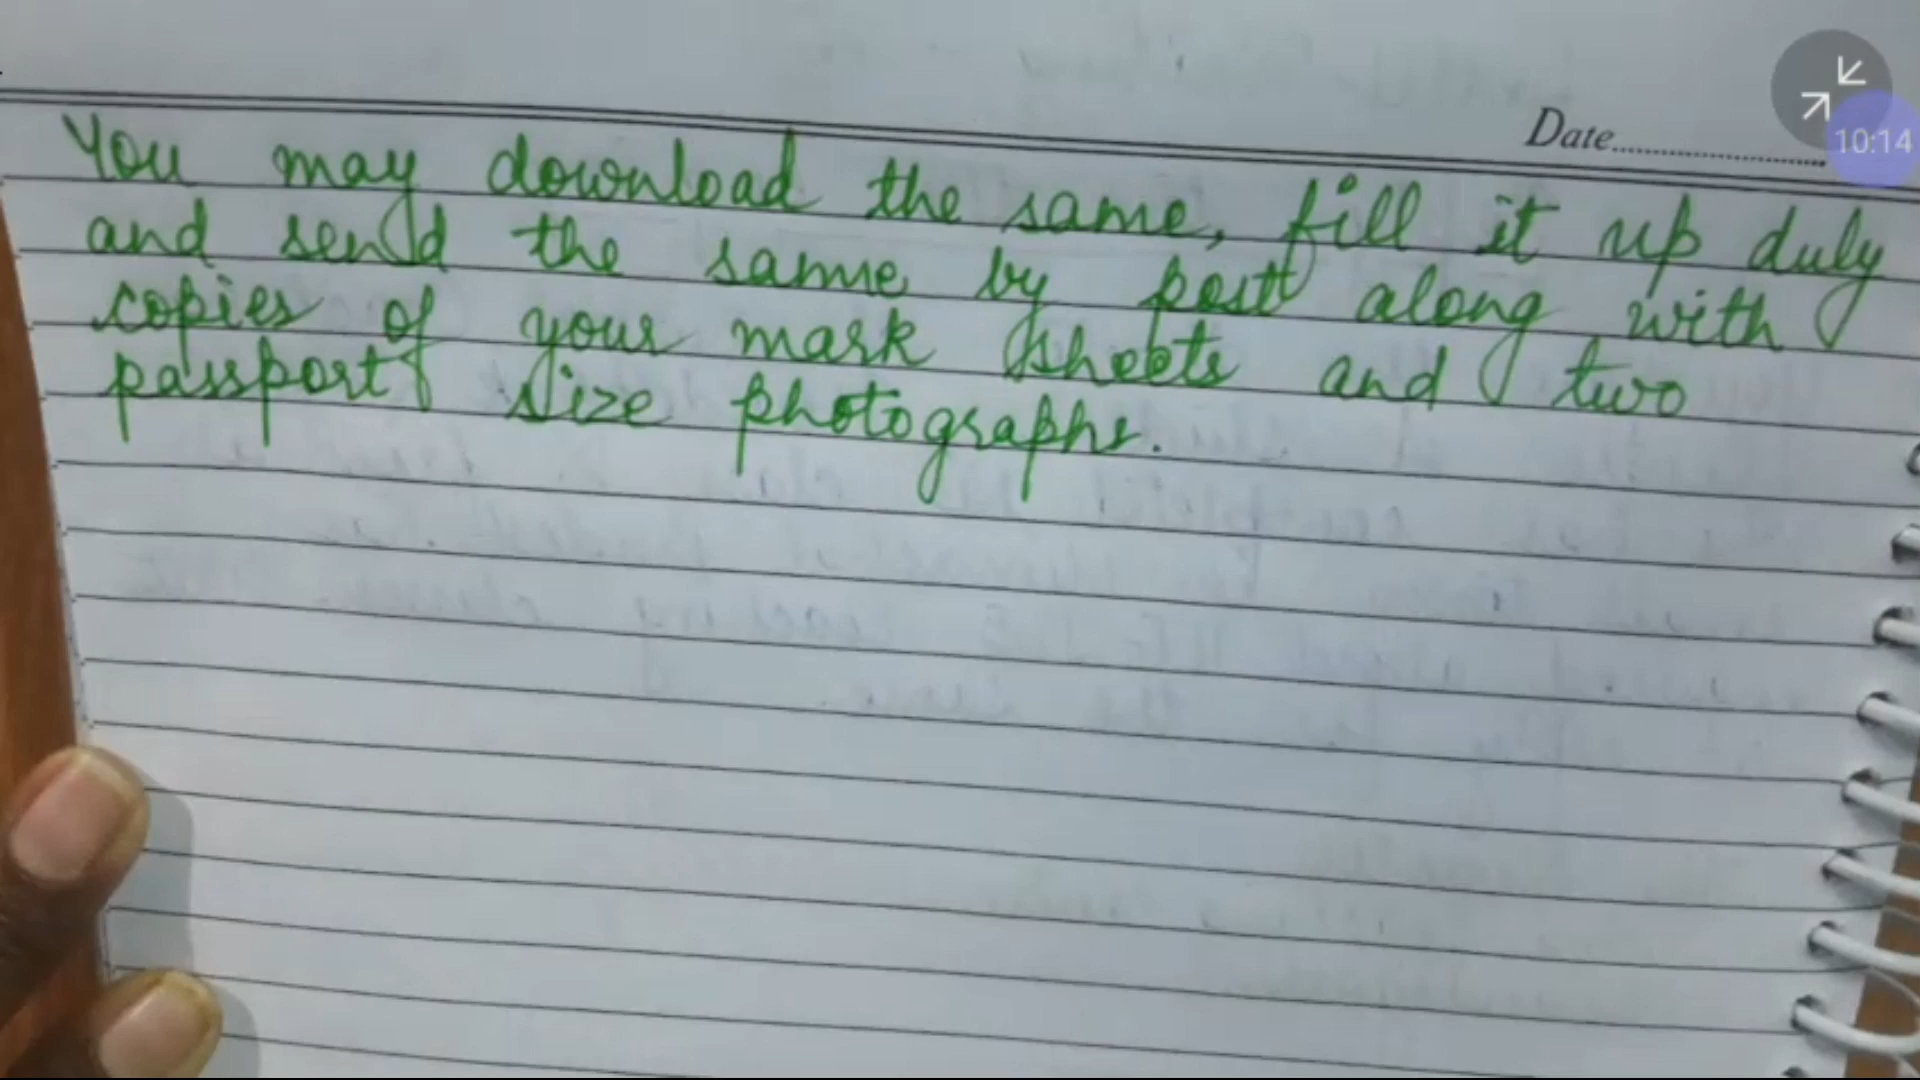 Date
10:14
You may download the same, fill it up duly
and send the same by post along with
copies of your mark sheets and two
passport size photographs.